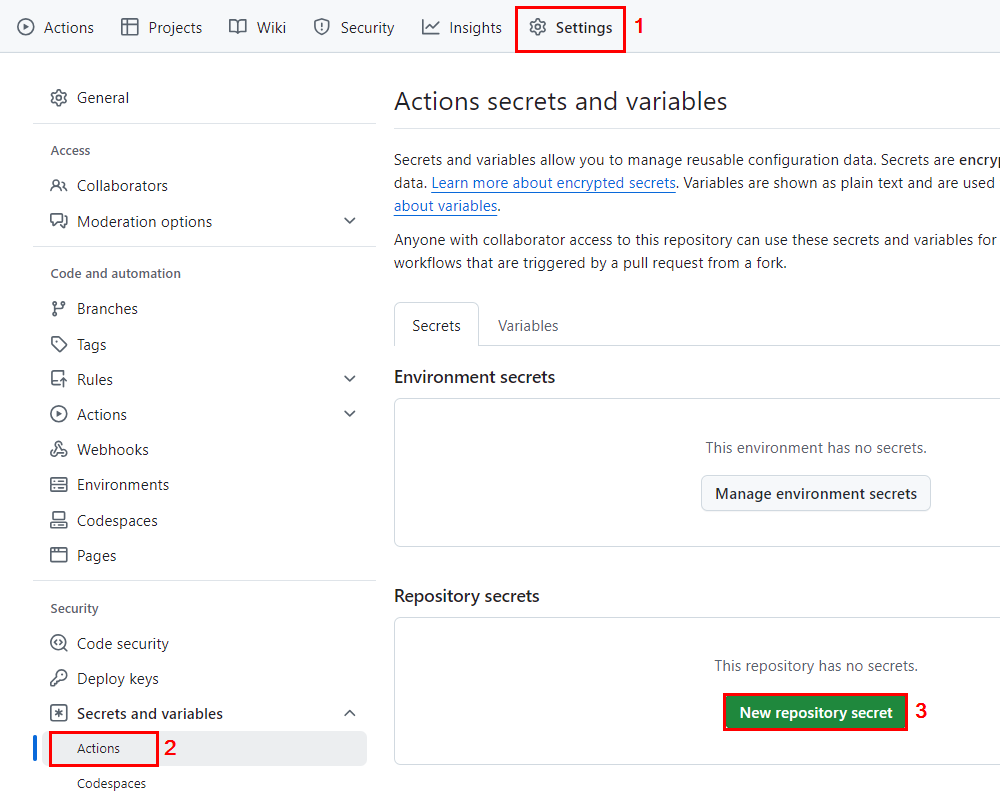 Actions Projects Wiki Security Insights Settings 1
General
Access
Collaborators
Moderation options
Code and automation
Branches
Tags
Rules
Actions
Webhooks
Environments
Codespaces
Pages
Security
Code security
Deploy keys
Secrets and variables
Actions 2
Codespaces
Actions secrets and variables
Secrets and variables allow you to manage reusable configuration data. Secrets are encryp
data. Learn more about encrypted secrets. Variables are shown as plain text and are used
about variables.
Anyone with collaborator access to this repository can use these secrets and variables for
workflows that are triggered by a pull request from a fork.
Secrets Variables
Environment secrets
This environment has no secrets.
Manage environment secrets
Repository secrets
This repository has no secrets.
New repository secret 3